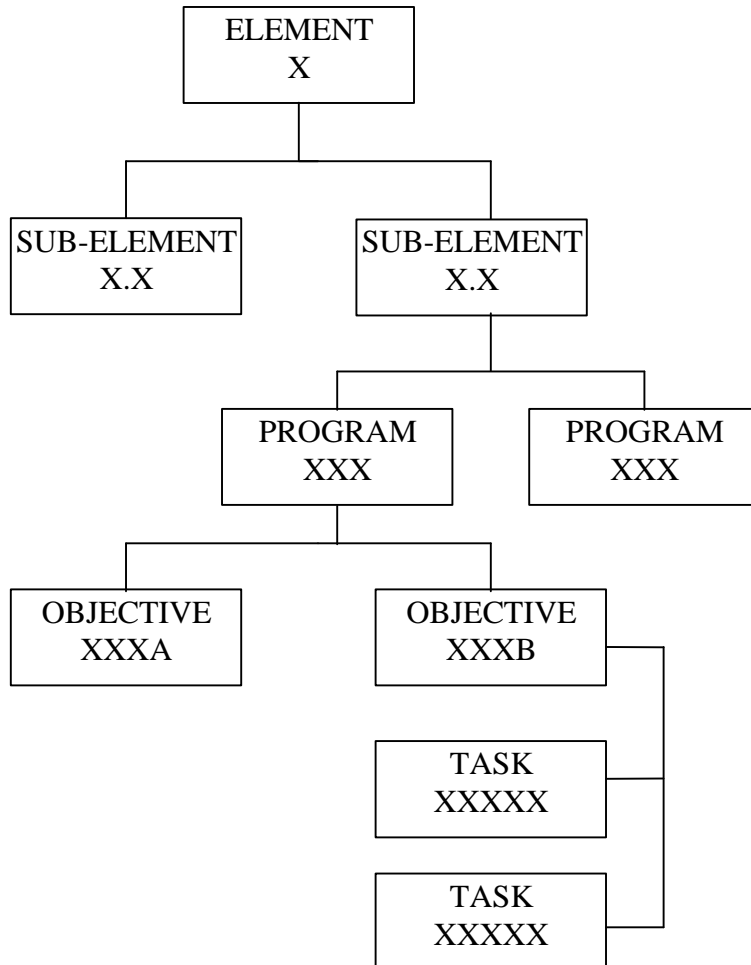 ELEMENT
X
SUB-ELEMENT
X.X
SUB-ELEMENT
X.X
PROGRAM
XXX
PROGRAM
XXX
OBJECTIVE
XXXA
OBJECTIVE
XXXB
TASK
XXXXX
TASK
XXXXX